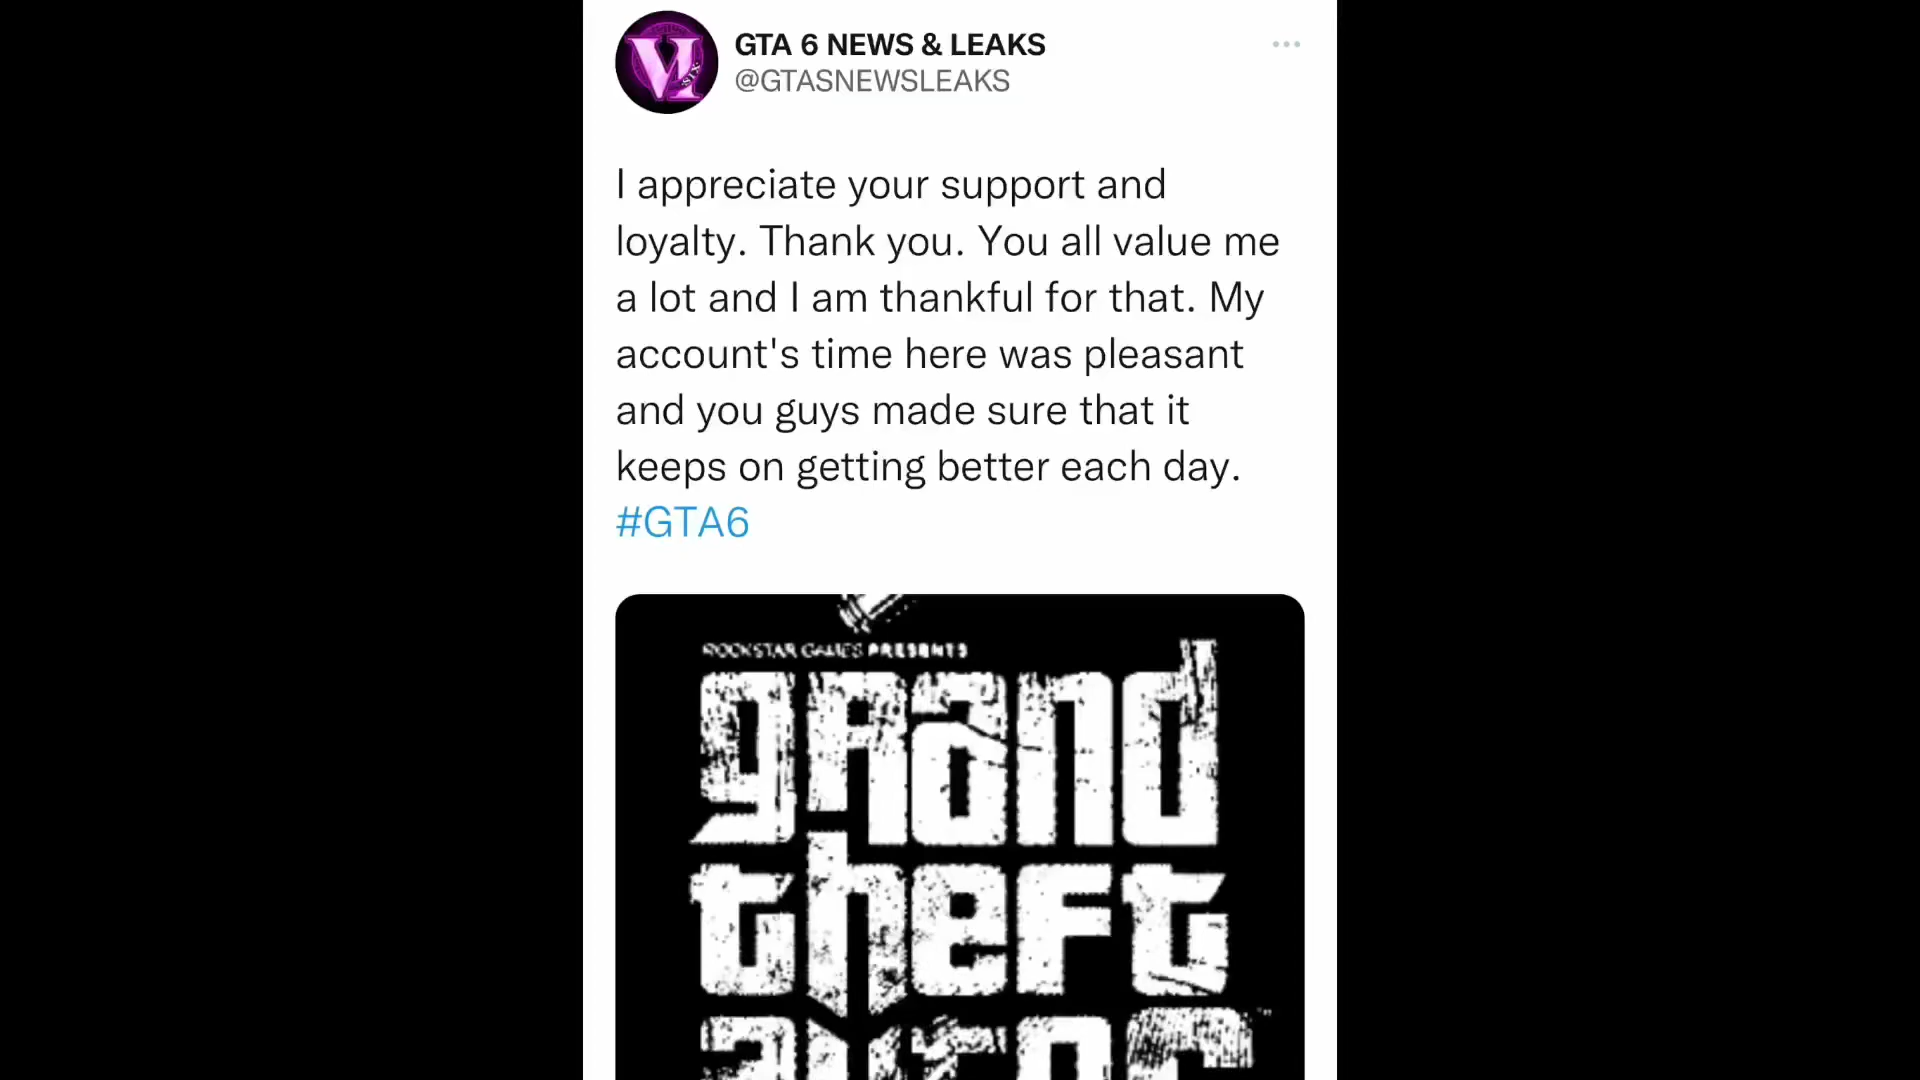 GTA 6 NEWS & LEAKS
@GTASNEWSLEAKS
I appreciate your support and
loyalty. Thank you. You all value me
a lot and I am thankful for that. My
account's time here was pleasant
and you guys made sure that it
keeps on getting better each day.
#GTA6
ROCKSTAR GAMES PRESENTS
grand
theft